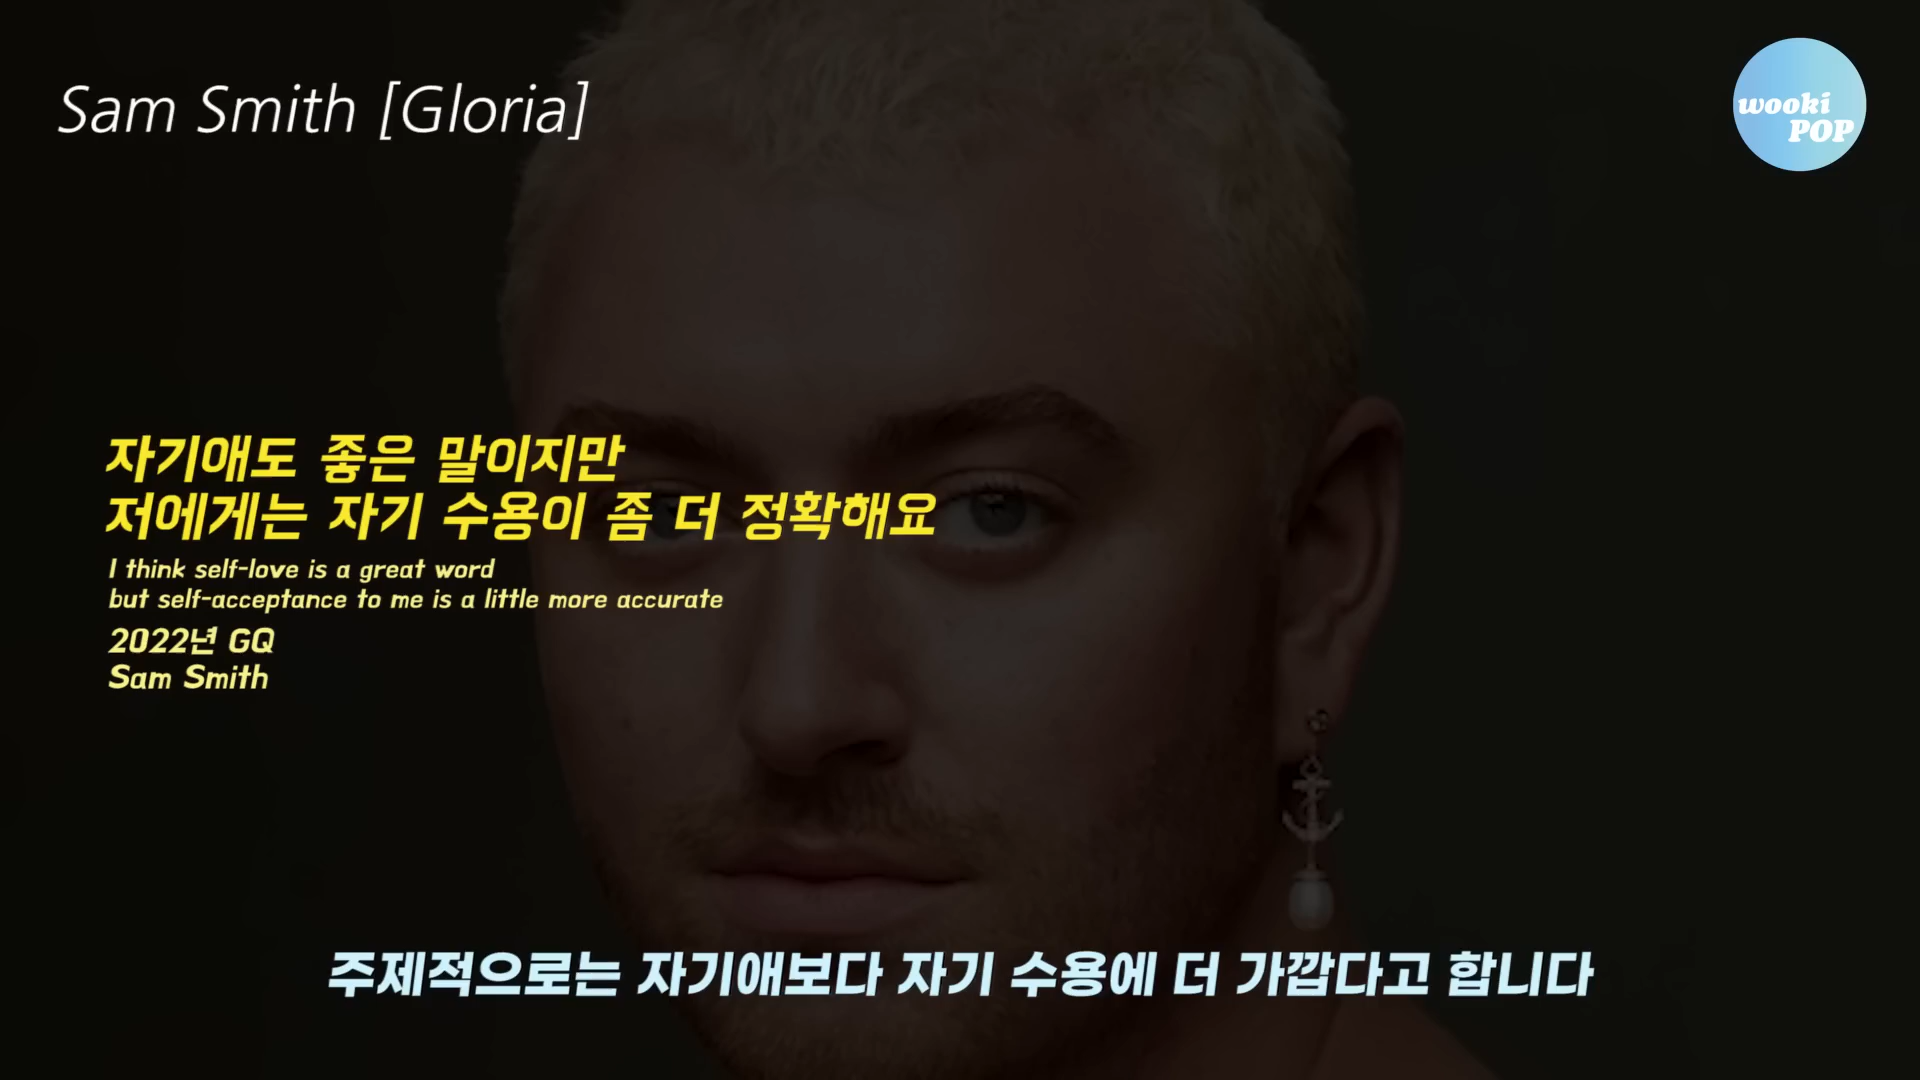 Sam Smith [Gloria]
wooki
POP
자기애도 좋은 말이지만
저에게는 자기 수용이 좀 더 정확해요
I think self-love is a great word
but self-acceptance to me is a little more accurate
2022년 GQ
Sam Smith
주제적으로는 자기애보다 자기 수용에 더 가깝다고 합니다